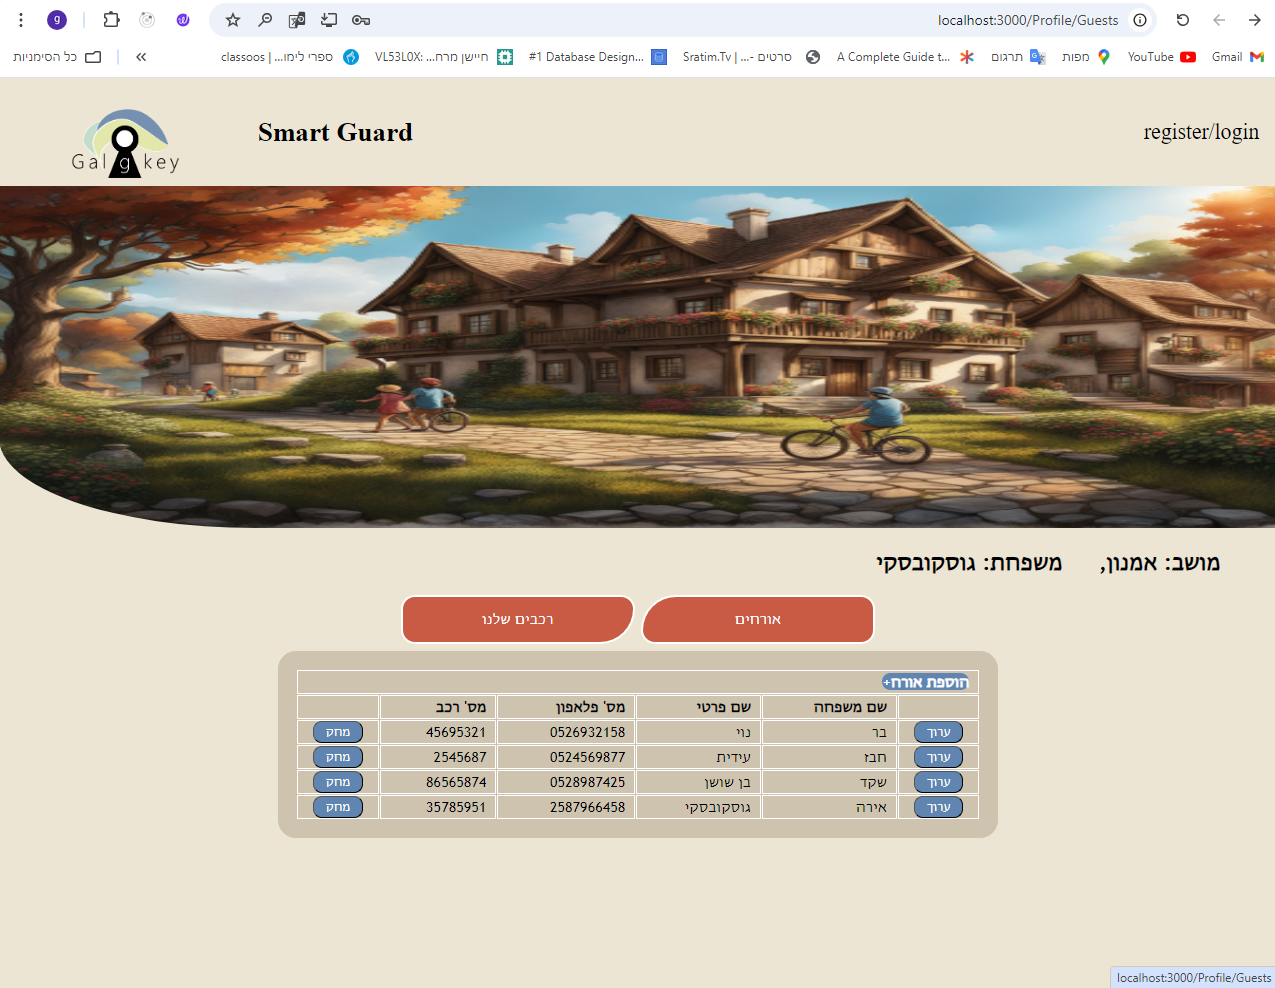 g
localhost:3000/Profile/Guests
Gmail
YouTube
מפות
תרגום
A Complete Guide t...
סרטים -... | Sratim.Tv
#1 Database Design...
חיישן מרח... :VL53L0X
ספרי לימו... | classoos
»
כל הסימניות
Gal g key
Smart Guard
register/login
מושב: אמנון, משפחת: גוסקובסקי
אורחים
רכבים שלנו
הוספת אורח+
שם משפחה שם פרטי מס' פלאפון מס' רכב
ערוך בר נוי 0526932158 45695321 מחק
ערוך חבז עידית 0524569877 2545687 מחק
ערוך שקד בן שושן 0528987425 86565874 מחק
ערוך אירה גוסקובסקי 2587966458 35785951 מחק
localhost:3000/Profile/Guests